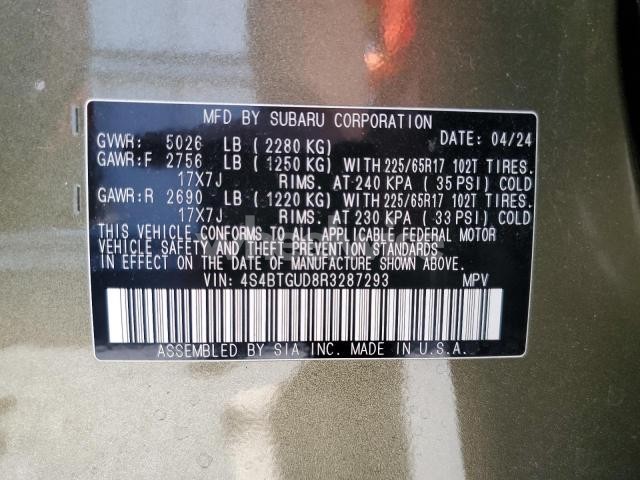 MFD BY SUBARU CORPORATION
GVWR: 5026 LB ( 2280 KG) DATE: 04/24
GAWR:F 2756 LB ( 1250 KG) WITH 225/65R17 102T TIRES.
17X7J RIMS. AT 240 KPA ( 35 PSI) COLD
GAWR:R 2690 LB ( 1220 KG) WITH 225/65R17 102T TIRES.
17X7J RIMS. AT 230 KPA ( 33 PSI) COLD
THIS VEHICLE CONFORMS TO ALL APPLICABLE FEDERAL MOTOR
VEHICLE SAFETY AND THEFT PREVENTION STANDARDS
IN EFFECT ON THE DATE OF MANUFACTURE SHOWN ABOVE.
VIN: 4S4BTGUD8R3287293 MPV
ASSEMBLED BY SIA INC. MADE IN U.S.A.